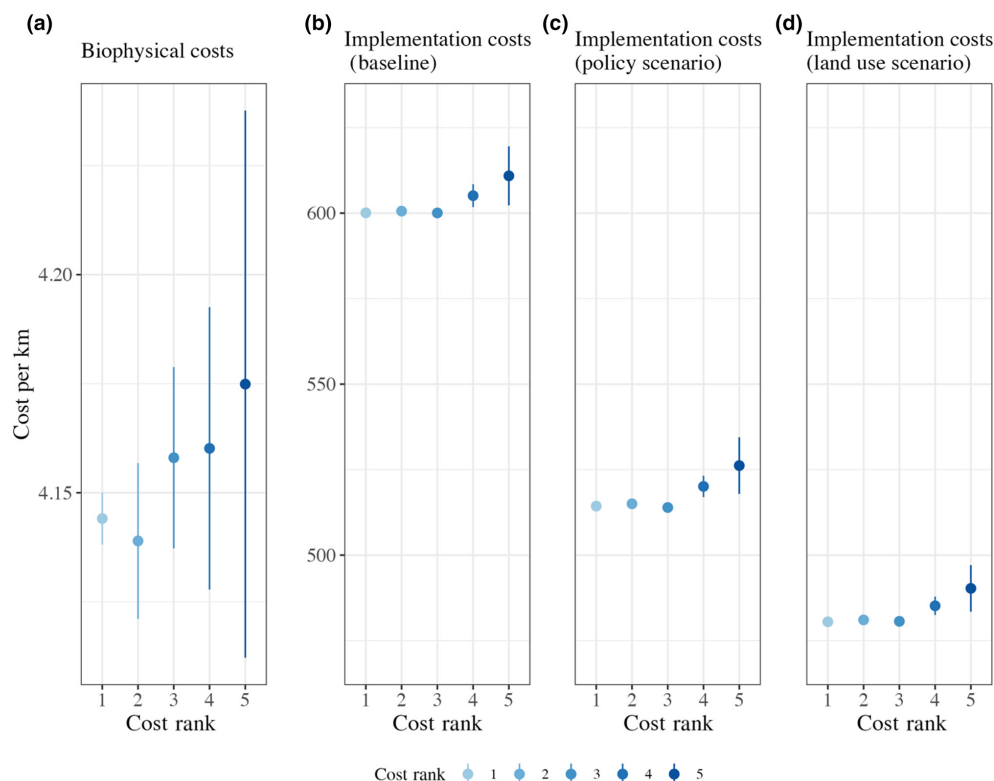 (a)
Biophysical costs
(b)
Implementation costs
(baseline)
(c)
Implementation costs
(policy scenario)
(d)
Implementation costs
(land use scenario)
Cost per km
4.20
4.15
600
550
500
1 2 3 4 5
1 2 3 4 5
1 2 3 4 5
1 2 3 4 5
Cost rank
Cost rank
Cost rank
Cost rank
Cost rank 1 2 3 4 5